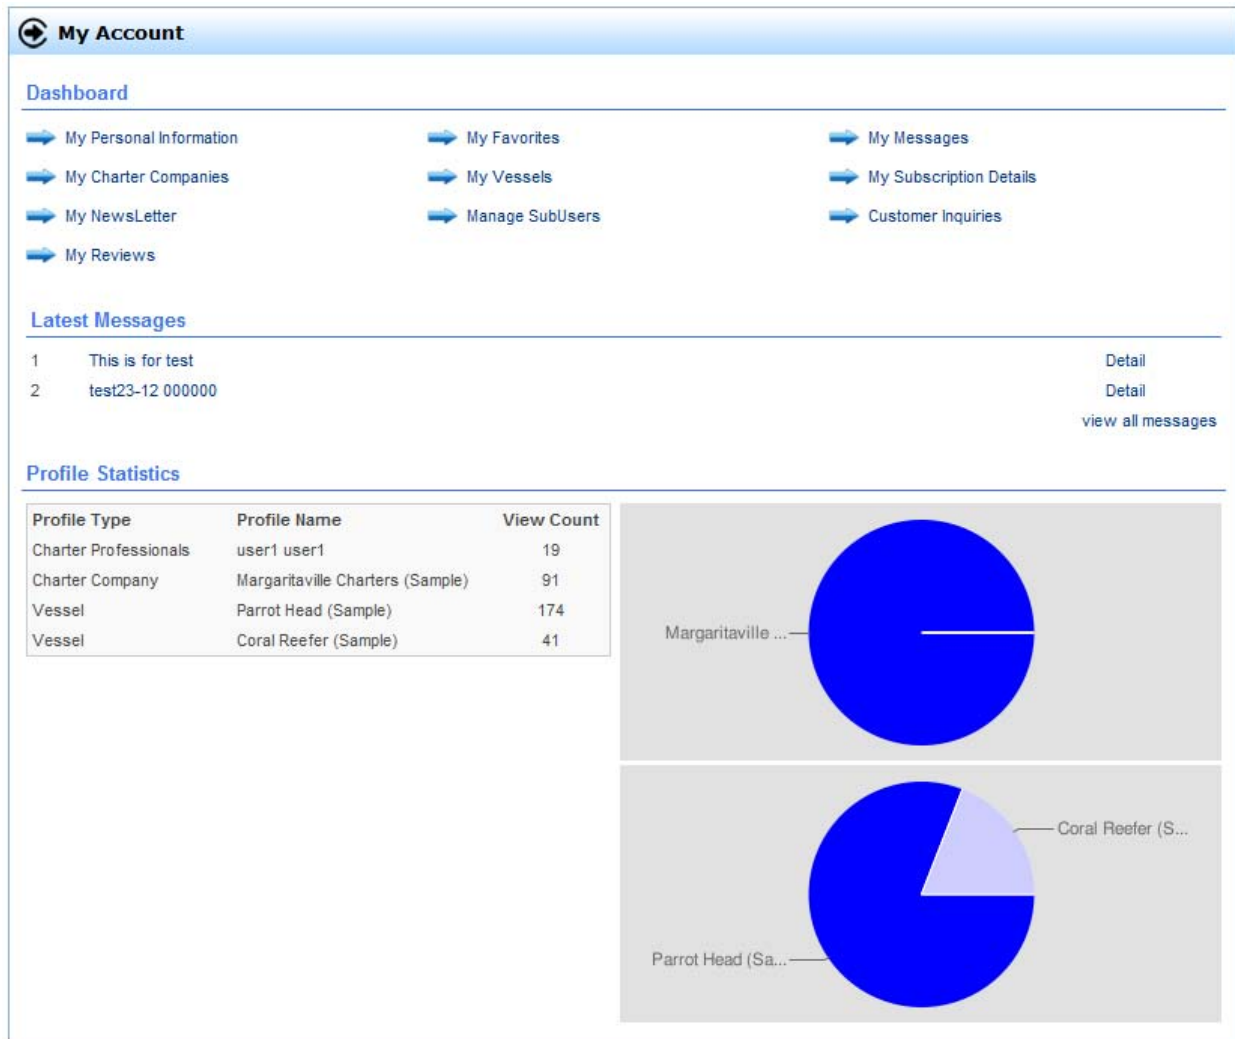 My Account
Dashboard
My Personal Information My Favorites My Messages
My Charter Companies My Vessels My Subscription Details
My NewsLetter Manage SubUsers Customer Inquiries
My Reviews
Latest Messages
1 This is for test Detail
2 test23-12 000000 Detail
view all messages
Profile Statistics
Profile Type Profile Name View Count
Charter Professionals user1 user1 19
Charter Company Margaritaville Charters (Sample) 91
Vessel Parrot Head (Sample) 174
Vessel Coral Reefer (Sample) 41
Margaritaville ...
Coral Reefer (S...
Parrot Head (Sa...